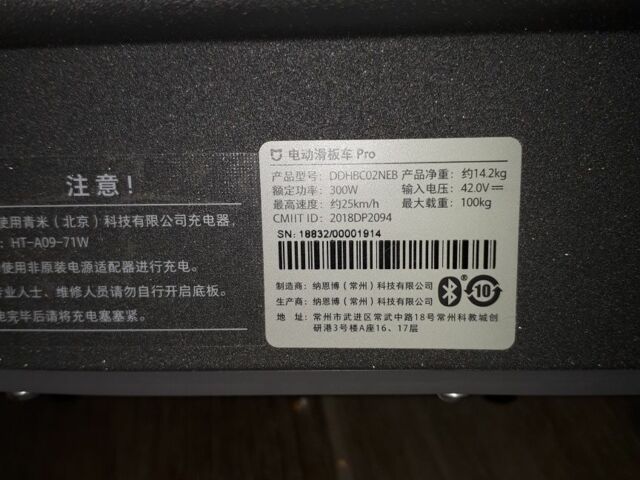 注意！
使用青米（北京）科技有限公司充电器，
：HT-A09-71W
使用非原装电源适配器进行充电。
专业人士、维修人员请勿自行开启底板。
电完毕后请将充电塞塞紧。
电动滑板车 Pro
产品型号：DDHBC02NEB 产品净重：约14.2kg
额定功率：300W 输入电压：42.0V⎓
最高速度：约25km/h 最大载重：100kg
CMIIT ID：2018DP2094
SN: 18832/00001914
制造商：纳恩博（常州）科技有限公司
生产商：纳恩博（常州）科技有限公司
10
地 址：常州市武进区常武中路18号常州科教城创
研港3号楼A座16、17层